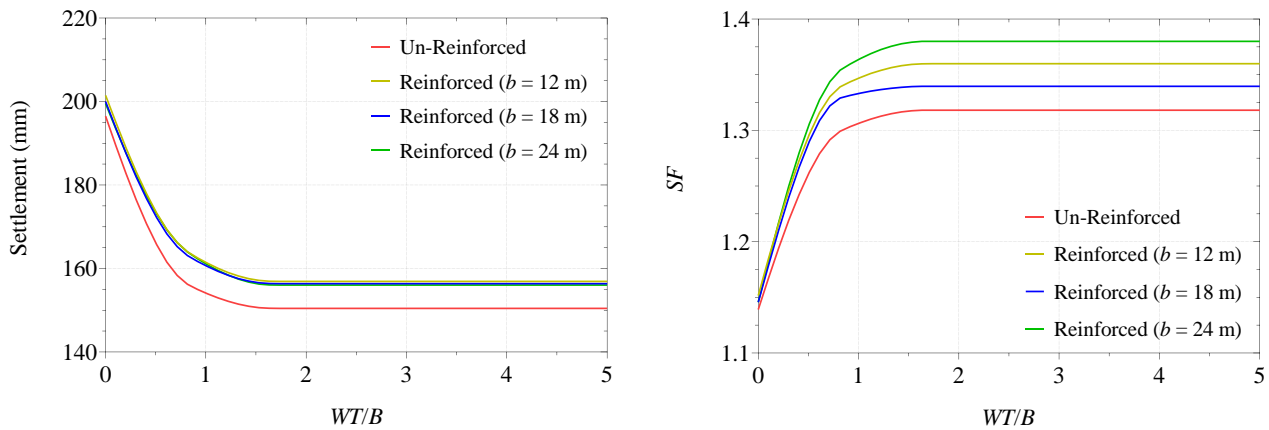 220
200
180
160
140
Settlement (mm)
Un-Reinforced
Reinforced (b = 12 m)
Reinforced (b = 18 m)
Reinforced (b = 24 m)
0 1 2 3 4 5
WT/B
1.4
1.3
1.2
1.1
SF
Un-Reinforced
Reinforced (b = 12 m)
Reinforced (b = 18 m)
Reinforced (b = 24 m)
0 1 2 3 4 5
WT/B